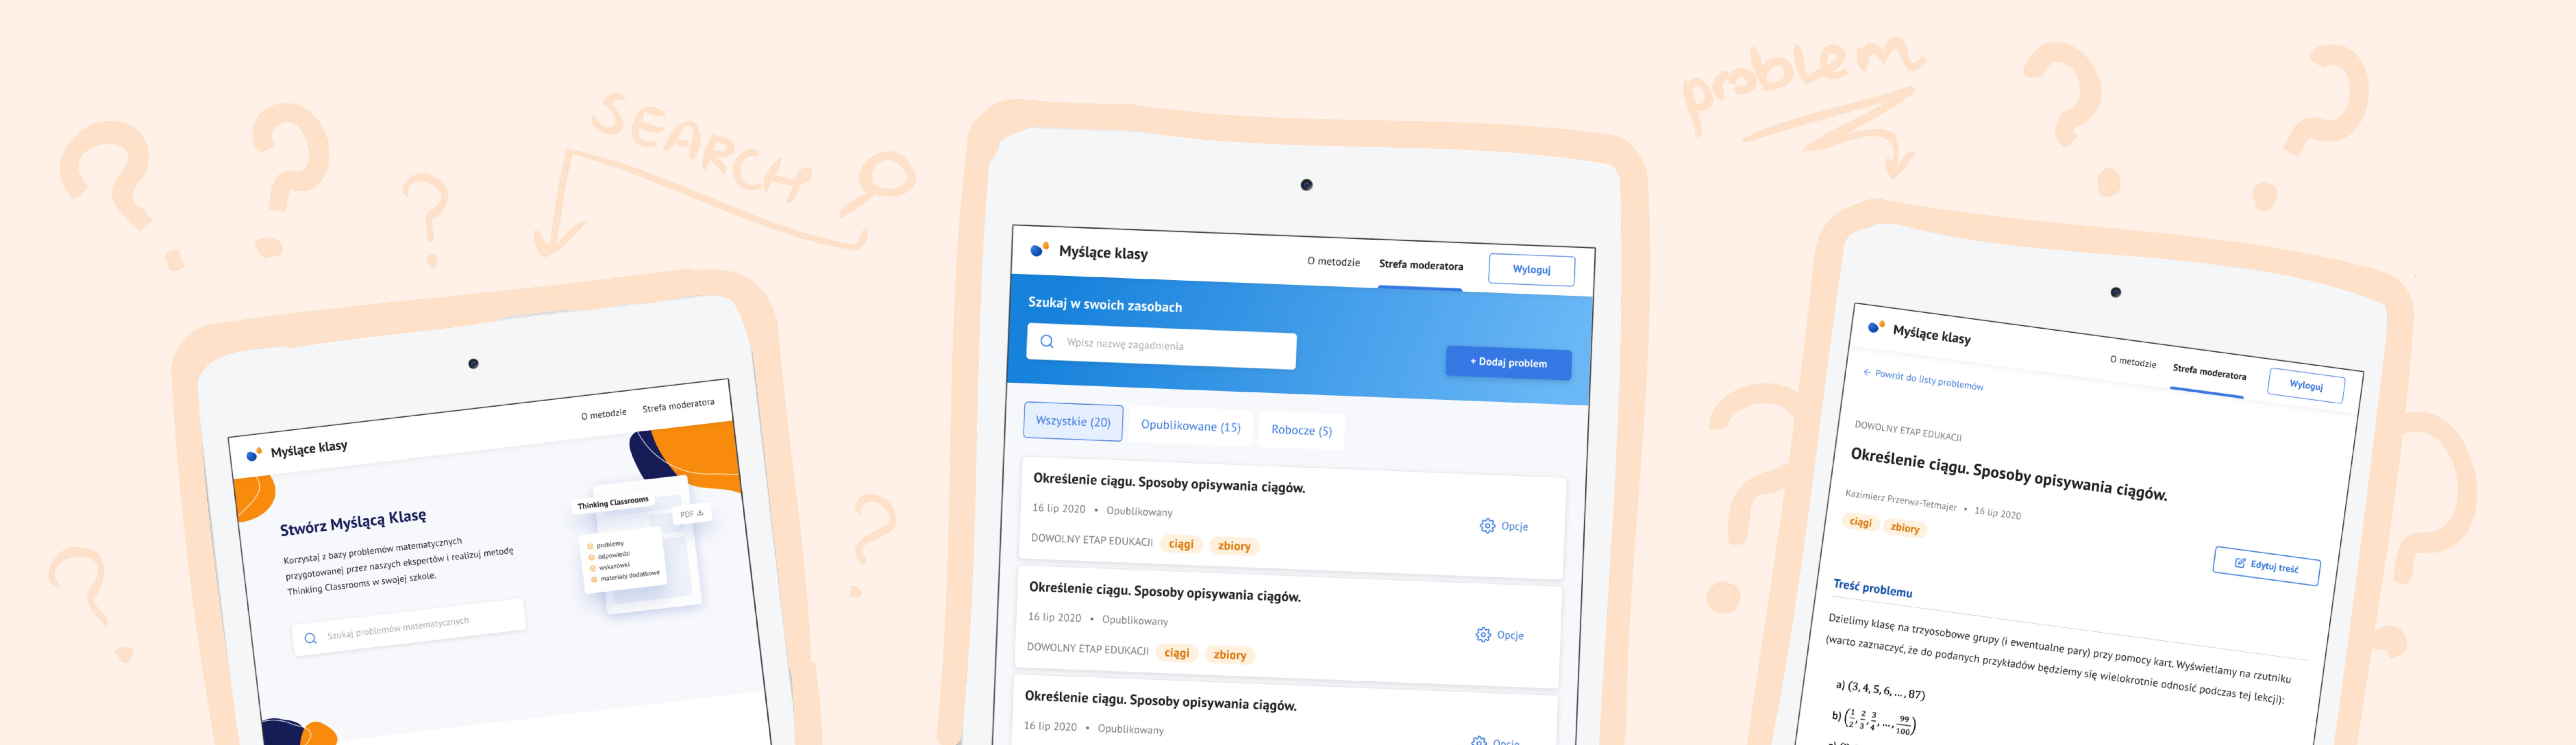 SEARCH
problem
Myślące klasy
O metodzie
Strefa moderatora
Stwórz Myślącą Klasę
Korzystaj z bazy problemów matematycznych
przygotowanej przez naszych ekspertów i realizuj metodę
Thinking Classrooms w swojej szkole.
Szukaj problemów matematycznych
Thinking Classrooms
PDF
problemy
odpowiedzi
wskazówki
materiały dodatkowe
Myślące klasy
O metodzie
Strefa moderatora
Wyloguj
Szukaj w swoich zasobach
Wpisz nazwę zagadnienia
+ Dodaj problem
Wszystkie (20)
Opublikowane (15)
Robocze (5)
Określenie ciągu. Sposoby opisywania ciągów.
16 lip 2020 • Opublikowany
Opcje
DOWOLNY ETAP EDUKACJI ciągi zbiory
Określenie ciągu. Sposoby opisywania ciągów.
16 lip 2020 • Opublikowany
Opcje
DOWOLNY ETAP EDUKACJI ciągi zbiory
Określenie ciągu. Sposoby opisywania ciągów.
16 lip 2020 • Opublikowany
Opcje
Myślące klasy
O metodzie
Strefa moderatora
Wyloguj
← Powrót do listy problemów
DOWOLNY ETAP EDUKACJI
Określenie ciągu. Sposoby opisywania ciągów.
Kazimierz Przerwa-Tetmajer • 16 lip 2020
ciągi zbiory
Edytuj treść
Treść problemu
Dzielimy klasę na trzyosobowe grupy (i ewentualne pary) przy pomocy kart. Wyświetlamy na rzutniku
(warto zaznaczyć, że do podanych przykładów będziemy się wielokrotnie odnosić podczas tej lekcji):
a) (3, 4, 5, 6, ..., 87)
b) (1/2, 2/3, 3/4, ..., 99/100)